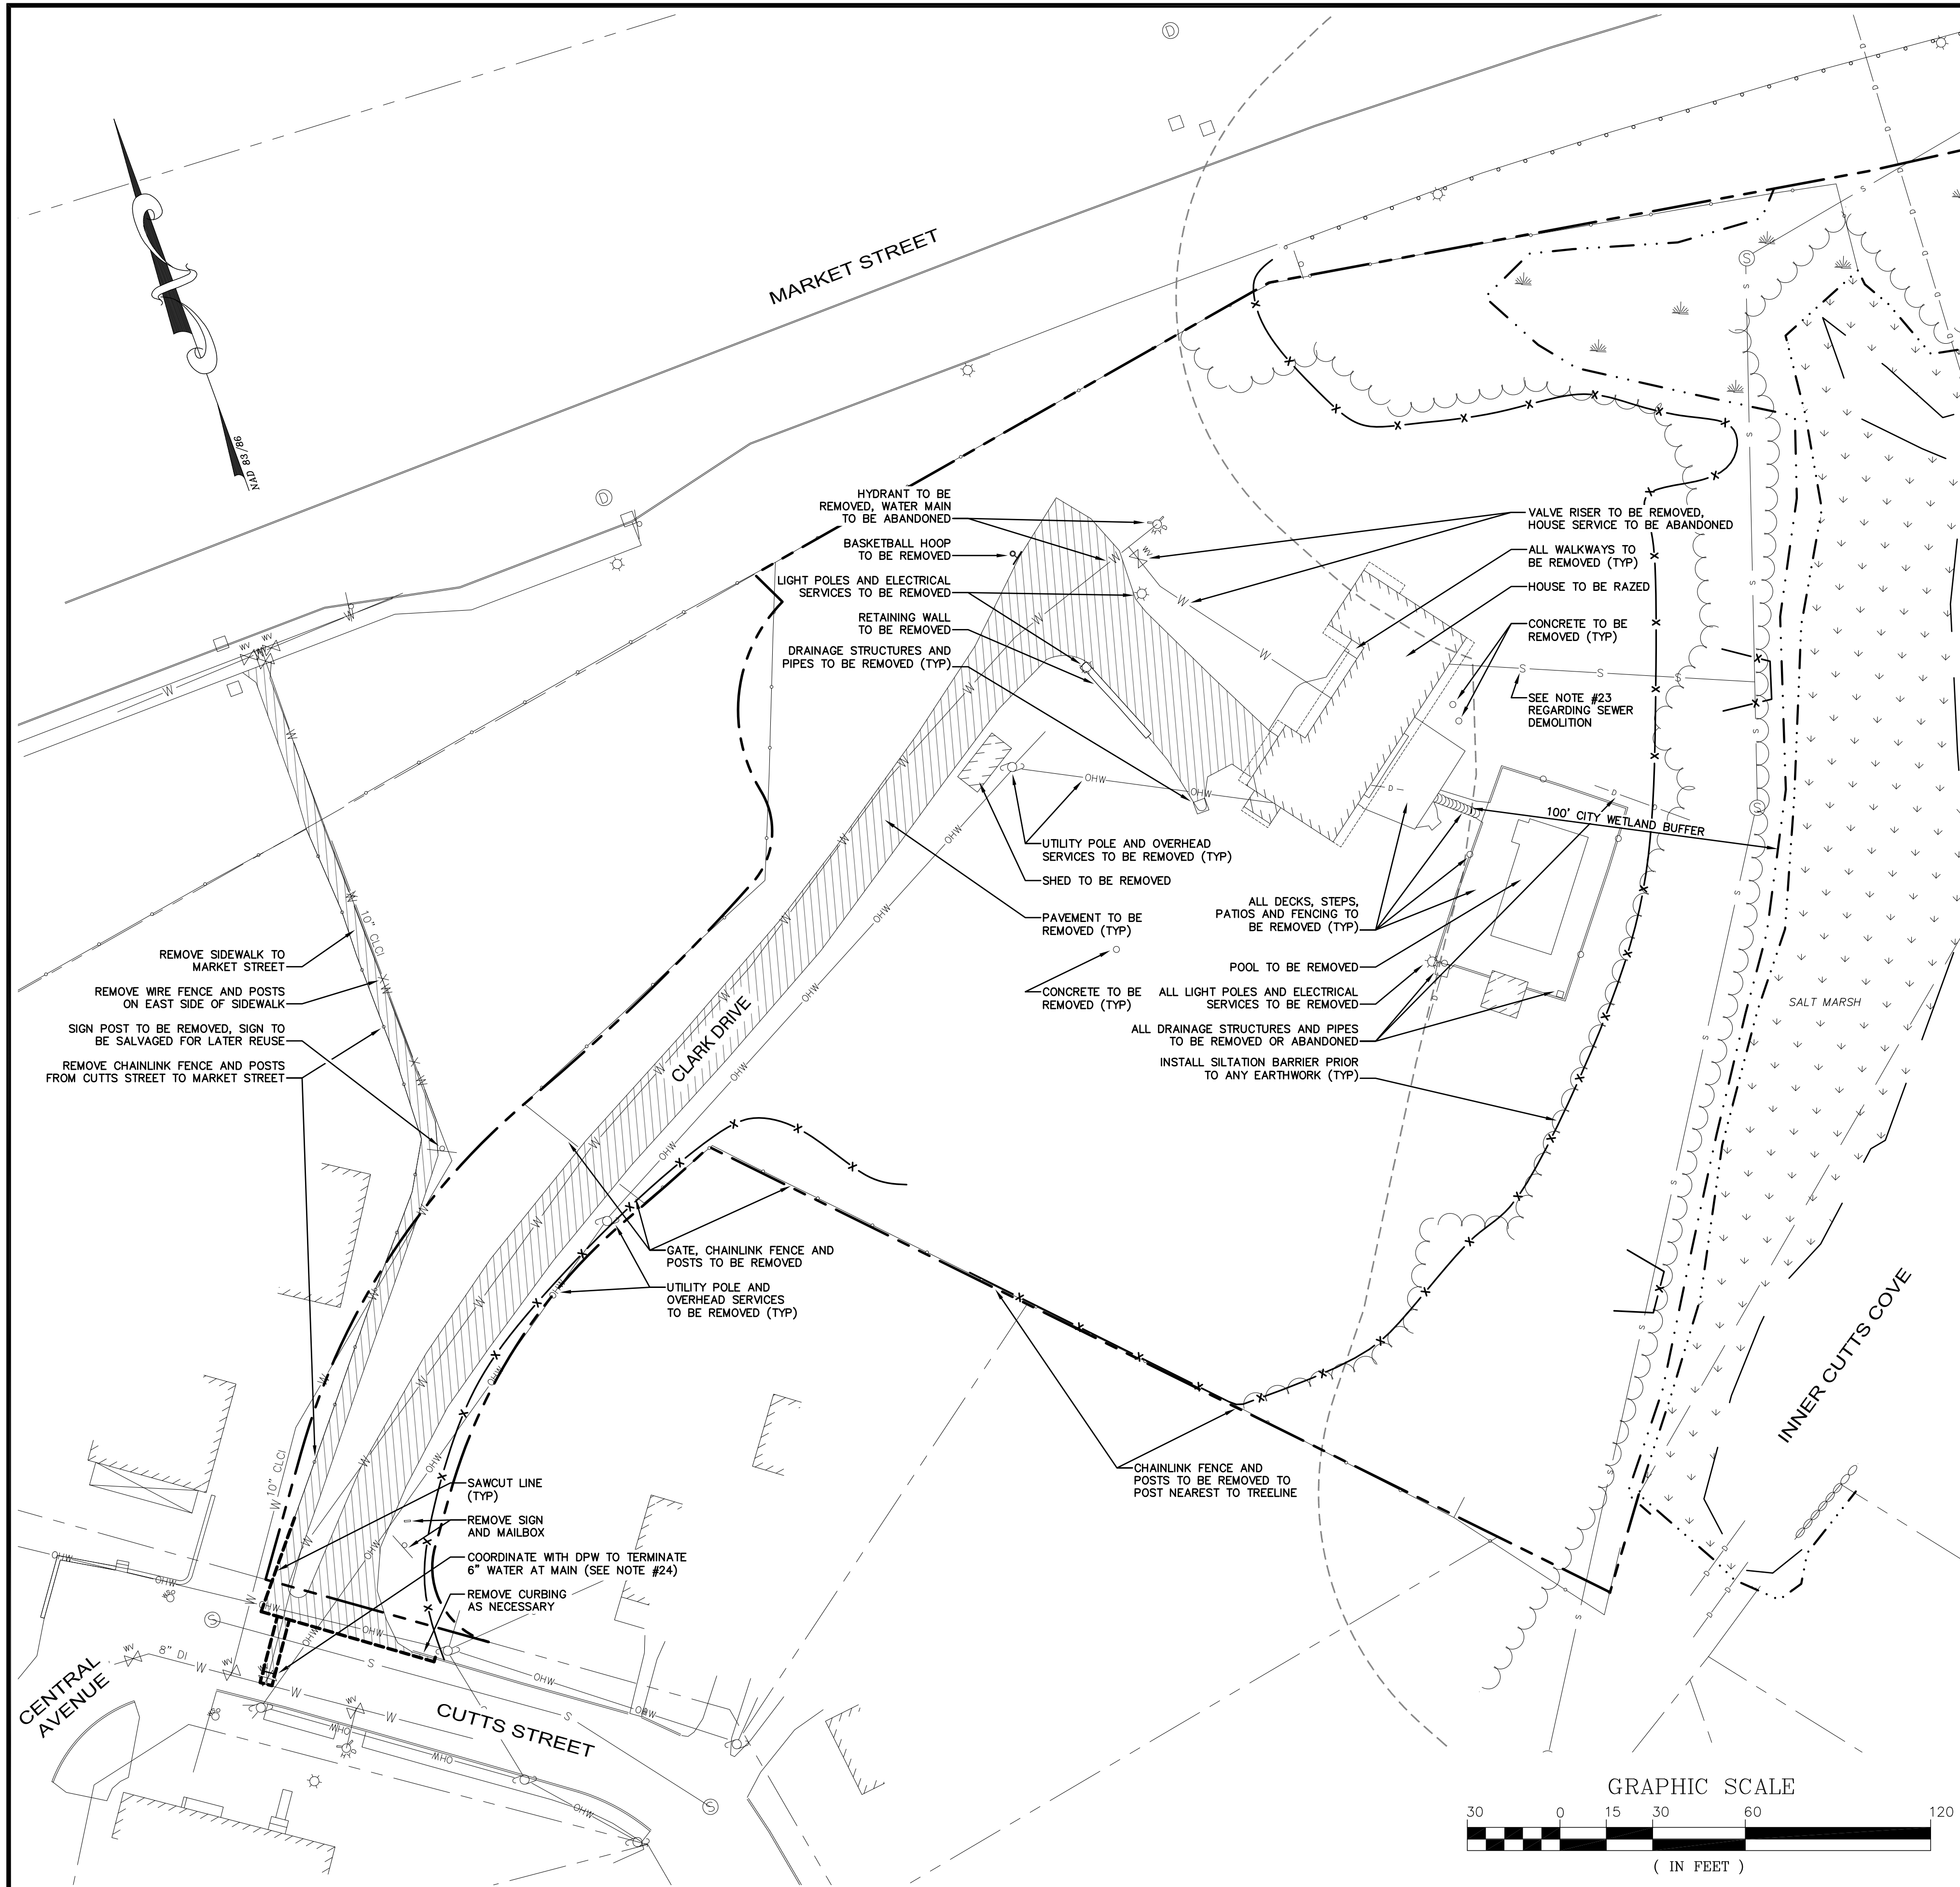 MARKET STREET
NAD 83/86
HYDRANT TO BE
REMOVED, WATER MAIN
TO BE ABANDONED
BASKETBALL HOOP
TO BE REMOVED
LIGHT POLES AND ELECTRICAL
SERVICES TO BE REMOVED
RETAINING WALL
TO BE REMOVED
DRAINAGE STRUCTURES AND
PIPES TO BE REMOVED (TYP)
VALVE RISER TO BE REMOVED,
HOUSE SERVICE TO BE ABANDONED
ALL WALKWAYS TO
BE REMOVED (TYP)
HOUSE TO BE RAZED
CONCRETE TO BE
REMOVED (TYP)
SEE NOTE #23
REGARDING SEWER
DEMOLITION
100' CITY WETLAND BUFFER
UTILITY POLE AND OVERHEAD
SERVICES TO BE REMOVED (TYP)
SHED TO BE REMOVED
PAVEMENT TO BE
REMOVED (TYP)
CONCRETE TO BE
REMOVED (TYP)
ALL DECKS, STEPS,
PATIOS AND FENCING TO
BE REMOVED (TYP)
POOL TO BE REMOVED
ALL LIGHT POLES AND ELECTRICAL
SERVICES TO BE REMOVED
ALL DRAINAGE STRUCTURES AND PIPES
TO BE REMOVED OR ABANDONED
INSTALL SILTATION BARRIER PRIOR
TO ANY EARTHWORK (TYP)
SALT MARSH
10" CLCI
REMOVE SIDEWALK TO
MARKET STREET
REMOVE WIRE FENCE AND POSTS
ON EAST SIDE OF SIDEWALK
SIGN POST TO BE REMOVED, SIGN TO
BE SALVAGED FOR LATER REUSE
REMOVE CHAINLINK FENCE AND POSTS
FROM CUTTS STREET TO MARKET STREET
CLARK DRIVE
GATE, CHAINLINK FENCE AND
POSTS TO BE REMOVED
UTILITY POLE AND
OVERHEAD SERVICES
TO BE REMOVED (TYP)
CHAINLINK FENCE AND
POSTS TO BE REMOVED TO
POST NEAREST TO TREELINE
INNER CUTTS COVE
W 10" CLCI
SAWCUT LINE
(TYP)
REMOVE SIGN
AND MAILBOX
COORDINATE WITH DPW TO TERMINATE
6" WATER AT MAIN (SEE NOTE #24)
REMOVE CURBING
AS NECESSARY
8" DI W
CENTRAL
AVENUE
CUTTS STREET
GRAPHIC SCALE
30 0 15 30 60 120
( IN FEET )